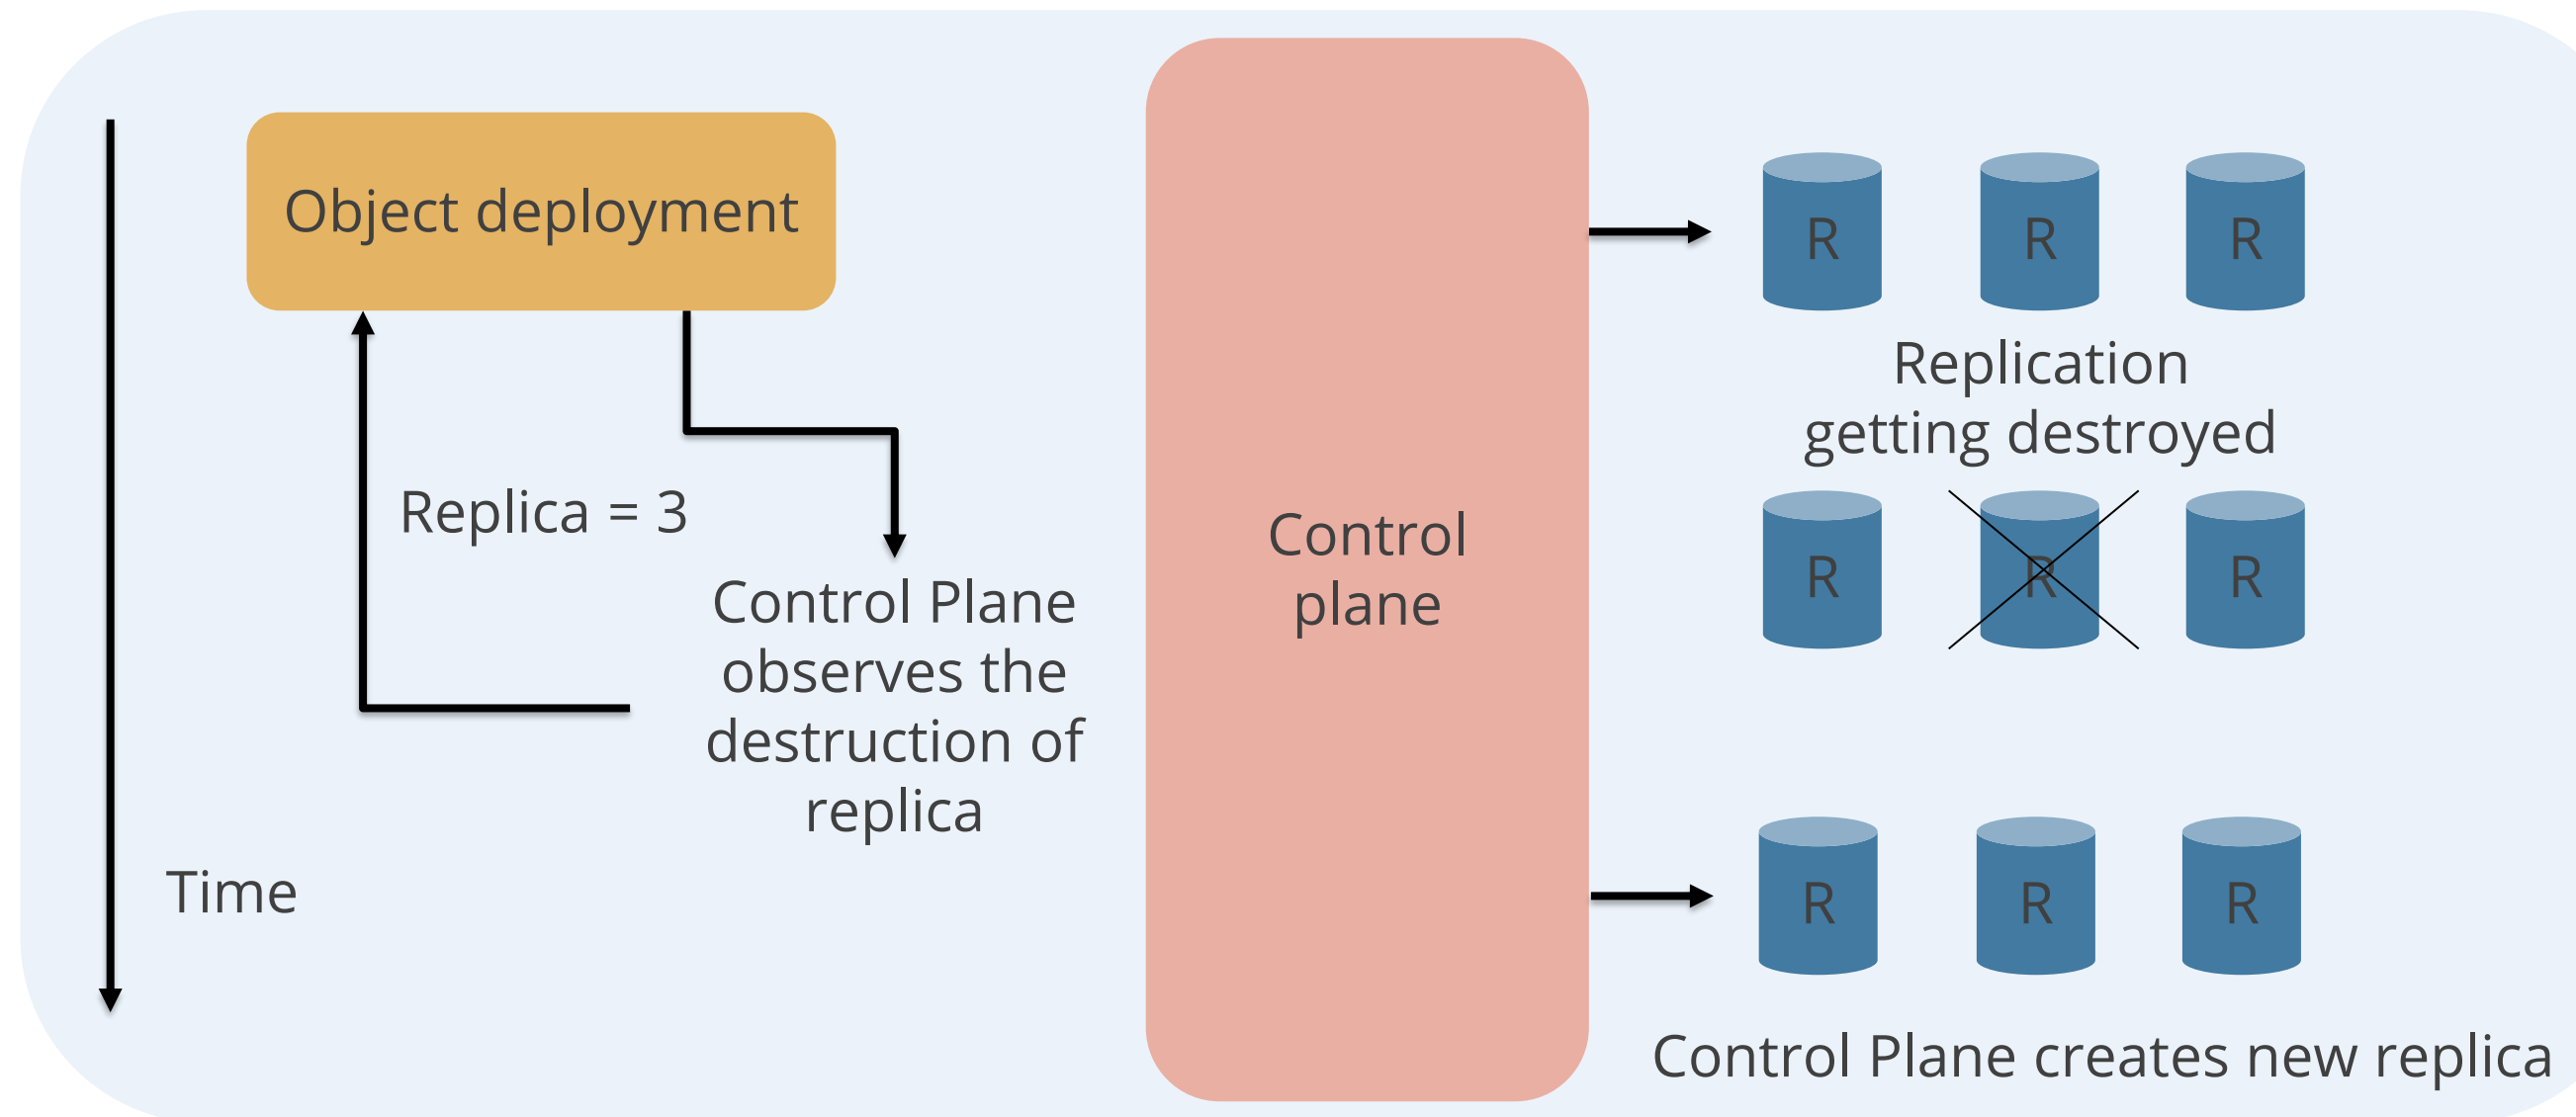 Object deployment
Replica = 3
Control Plane
observes the
destruction of
replica
Time
Control
plane
R
R
R
Replication
getting destroyed
R
R
R
R
R
R
Control Plane creates new replica